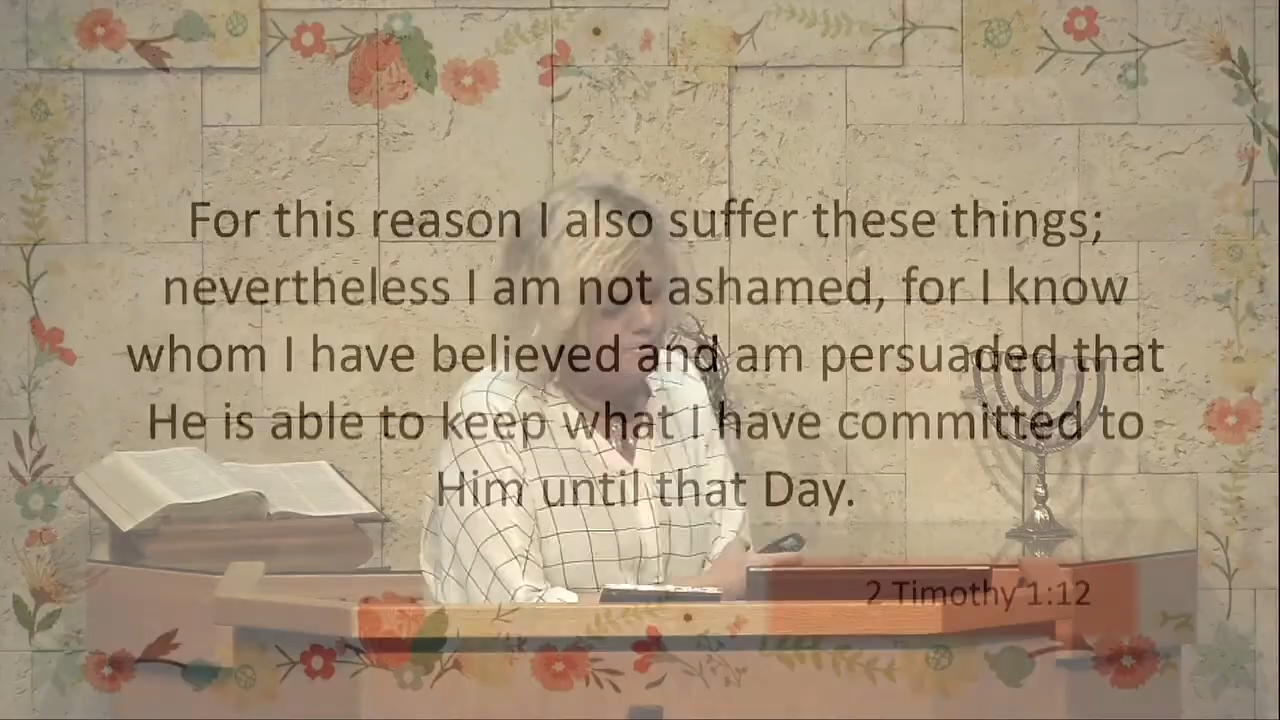 For this reason I also suffer these things;
nevertheless I am not ashamed, for I know
whom I have believed and am persuaded that
He is able to keep what I have committed to
Him until that Day.
2 Timothy 1:12